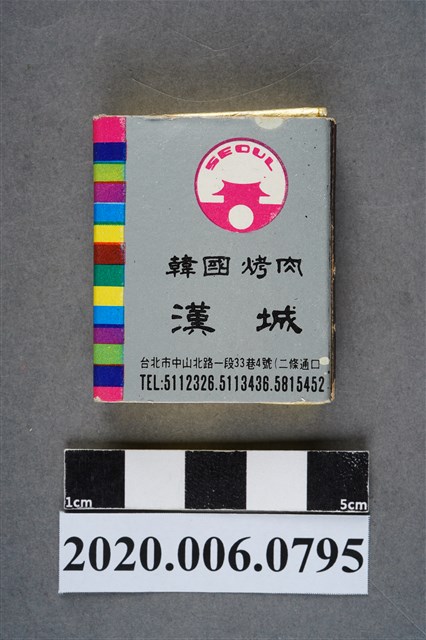 SEOUL
韓國 烤肉
漢 城
台北市中山北路一段33巷4號(二條通口
TEL:5112326.5113436.5815452
1cm
5cm
2020.006.0795